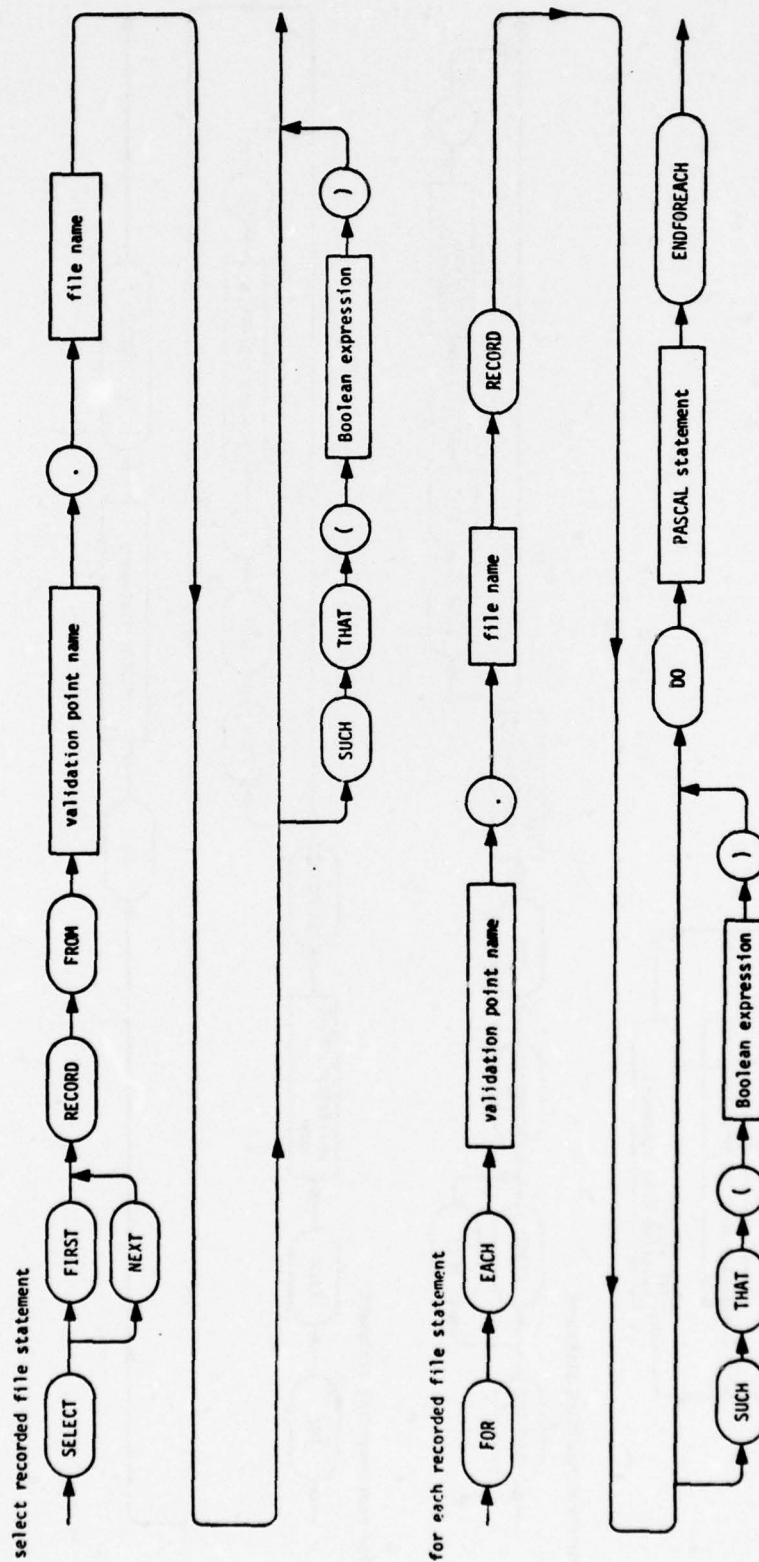 select recorded file statement
SELECT
FIRST
NEXT
RECORD
FROM
validation point name
.
file name
SUCH
THAT
(
Boolean expression
)
for each recorded file statement
FOR
EACH
validation point name
.
file name
RECORD
SUCH
THAT
(
Boolean expression
)
DO
PASCAL statement
ENDFOREACH